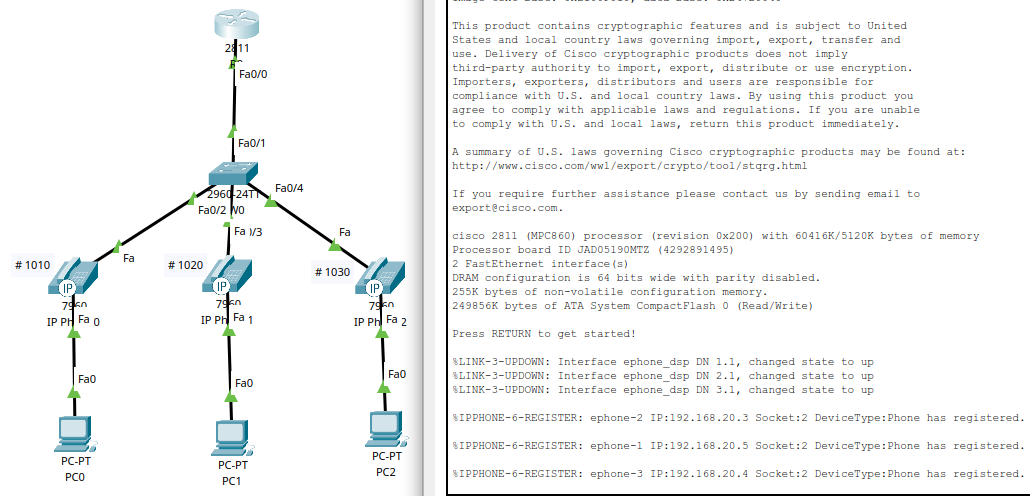 2811
Fa0/0
Fa0/1
2960-24TT
Fa0/4
Fa0/2
Fa
Fa
# 1010
# 1020
# 1030
IP
IP
IP
7960
7960
7960
IP Ph
Fa
0
IP Ph
Fa
1
IP Ph
Fa
2
Fa0
Fa0
Fa0
PC-PT
PC0
PC-PT
PC1
PC-PT
PC2
This product contains cryptographic features and is subject to United
States and local country laws governing import, export, transfer and
use. Delivery of Cisco cryptographic products does not imply
third-party authority to import, export, distribute or use encryption.
Importers, exporters, distributors and users are responsible for
compliance with U.S. and local country laws. By using this product you
agree to comply with applicable laws and regulations. If you are unable
to comply with U.S. and local laws, return this product immediately.
A summary of U.S. laws governing Cisco cryptographic products may be found at:
http://www.cisco.com/wwl/export/crypto/tool/stqrg.html
If you require further assistance please contact us by sending email to
export@cisco.com.
cisco 2811 (MPC860) processor (revision 0x200) with 60416K/5120K bytes of memory
Processor board ID JAD05190MTZ (4292891495)
2 FastEthernet interface(s)
DRAM configuration is 64 bits wide with parity disabled.
255K bytes of non-volatile configuration memory.
249856K bytes of ATA System CompactFlash 0 (Read/Write)
Press RETURN to get started!
%LINK-3-UPDOWN: Interface ephone_dsp DN 1.1, changed state to up
%LINK-3-UPDOWN: Interface ephone_dsp DN 2.1, changed state to up
%LINK-3-UPDOWN: Interface ephone_dsp DN 3.1, changed state to up
%IPPHONE-6-REGISTER: ephone-2 IP:192.168.20.3 Socket:2 DeviceType:Phone has registered.
%IPPHONE-6-REGISTER: ephone-1 IP:192.168.20.5 Socket:2 DeviceType:Phone has registered.
%IPPHONE-6-REGISTER: ephone-3 IP:192.168.20.4 Socket:2 DeviceType:Phone has registered.